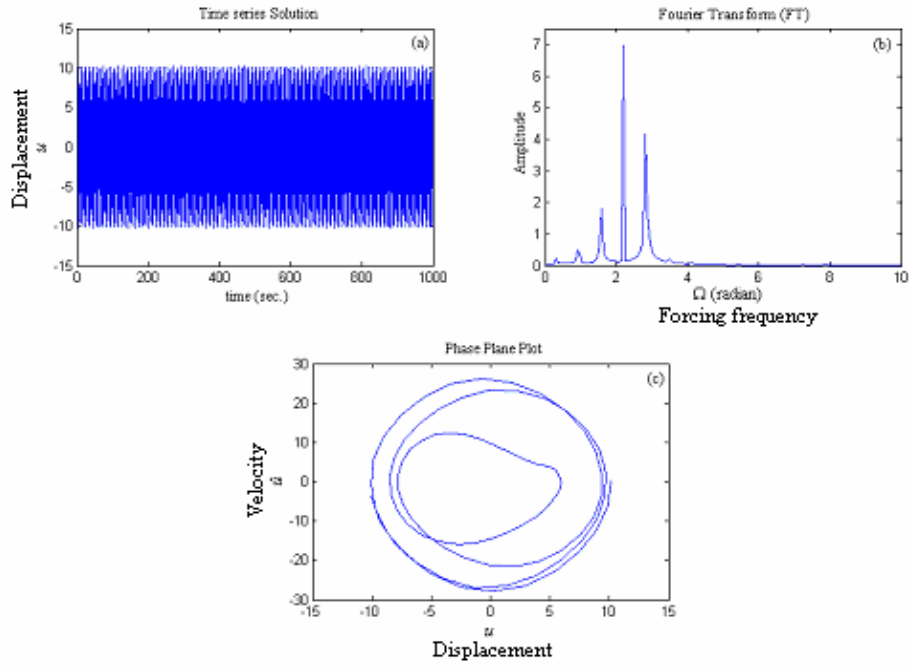 Time series Solution
(a)
15
10
5
0
-5
-10
-15
0
200
400
600
800
1000
Displacement
u
time (sec.)
Fourier Transform (FT)
(b)
7
6
5
4
3
2
1
0
0
2
4
6
8
10
Amplitude
Ω (radian)
Forcing frequency
Phase Plane Plot
(c)
30
20
10
0
-10
-20
-30
-15
-10
-5
0
5
10
15
Velocity
u̇
u
Displacement